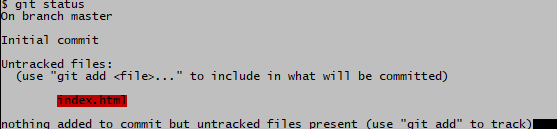 $ git status
On branch master
Initial commit
Untracked files:
(use "git add <file>..." to include in what will be committed)
index.html
nothing added to commit but untracked files present (use "git add" to track)